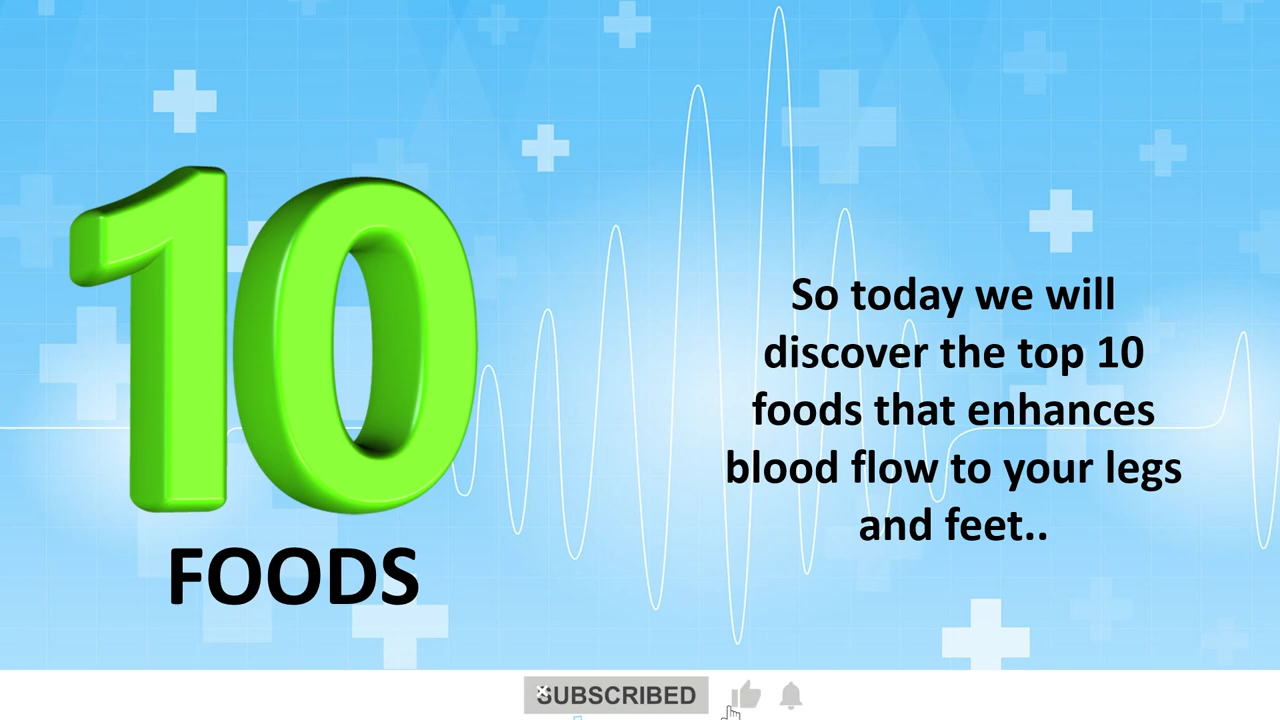 10
FOODS
So today we will
discover the top 10
foods that enhances
blood flow to your legs
and feet..
SUBSCRIBED